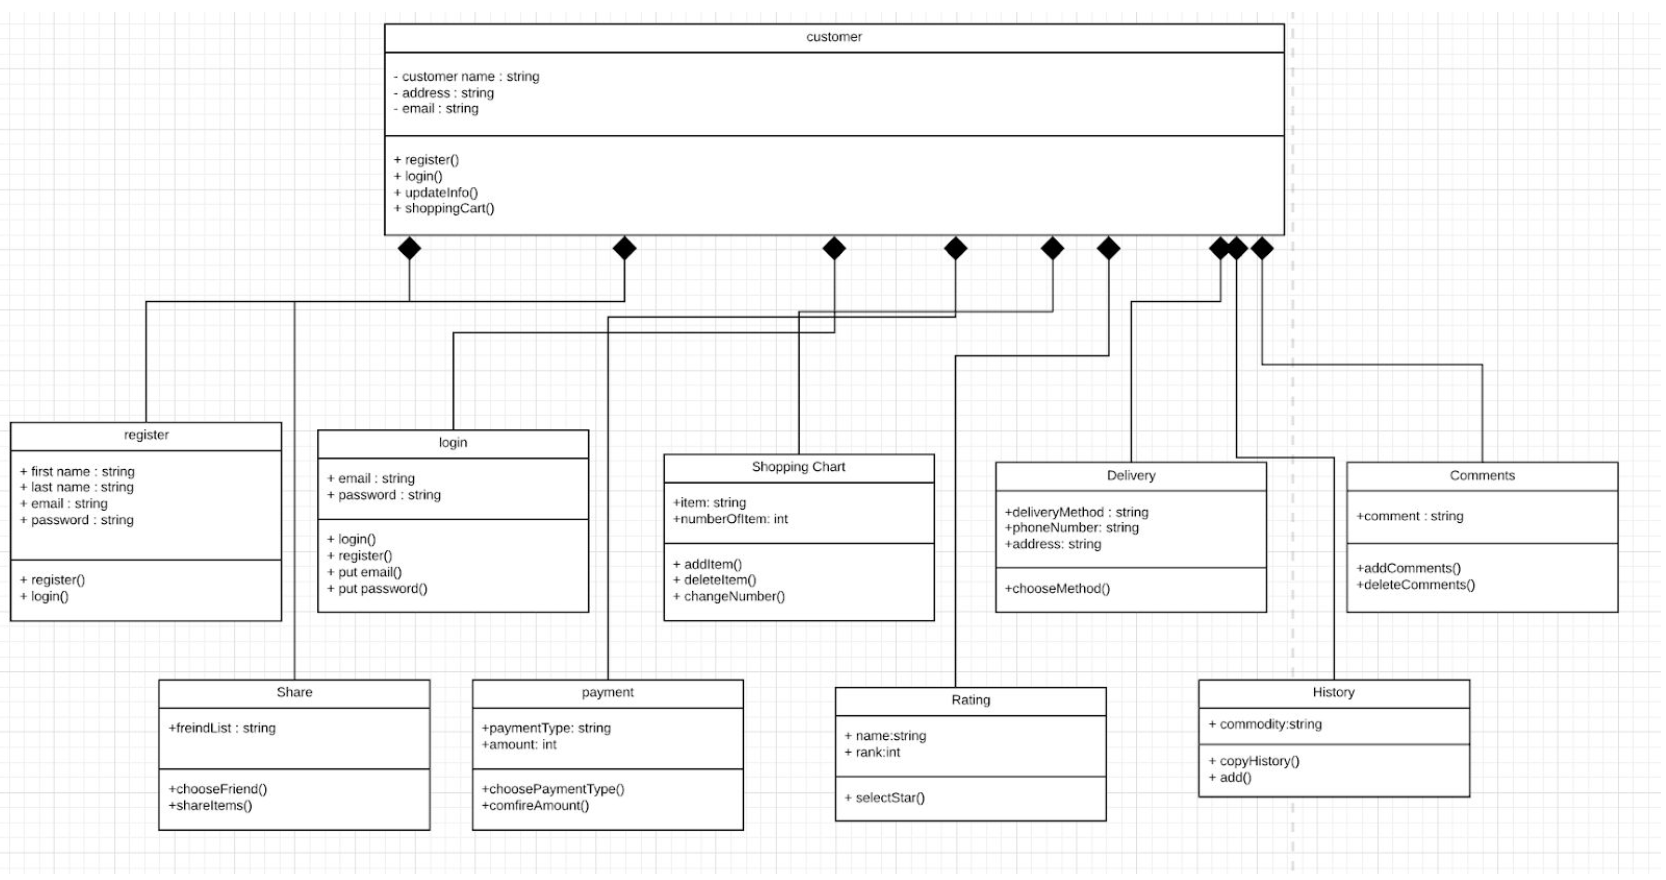 customer
- customer name : string
- address : string
- email : string
+ register()
+ login()
+ updateInfo()
+ shoppingCart()
register
+ first name : string
+ last name : string
+ email : string
+ password : string
+ register()
+ login()
login
+ email : string
+ password : string
+ login()
+ register()
+ put email()
+ put password()
Shopping Chart
+item: string
+numberOfItem: int
+ addItem()
+ deleteItem()
+ changeNumber()
Delivery
+deliveryMethod : string
+phoneNumber: string
+address: string
+chooseMethod()
Comments
+comment : string
+addComments()
+deleteComments()
Share
+freindList : string
+chooseFriend()
+shareItems()
payment
+paymentType: string
+amount: int
+choosePaymentType()
+comfireAmount()
Rating
+ name:string
+ rank:int
+ selectStar()
History
+ commodity:string
+ copyHistory()
+ add()